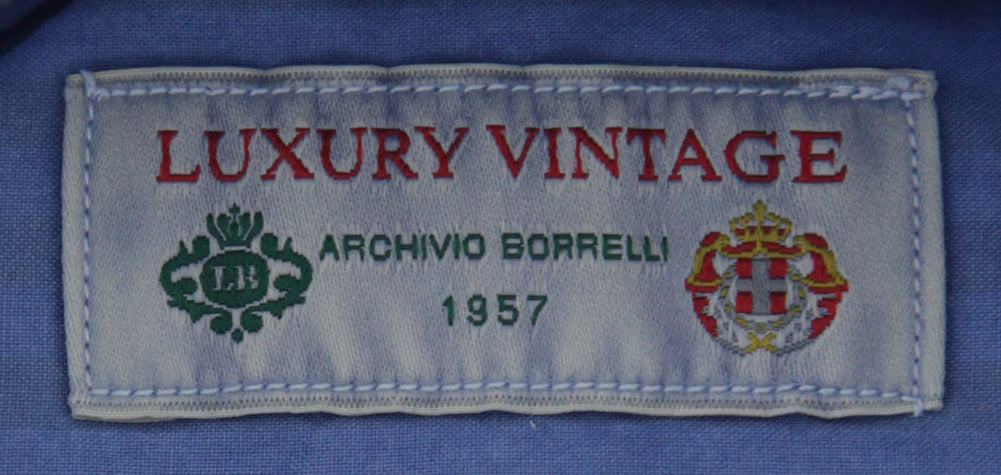 LUXURY VINTAGE
ARCHIVIO BORRELLI
1957
LB